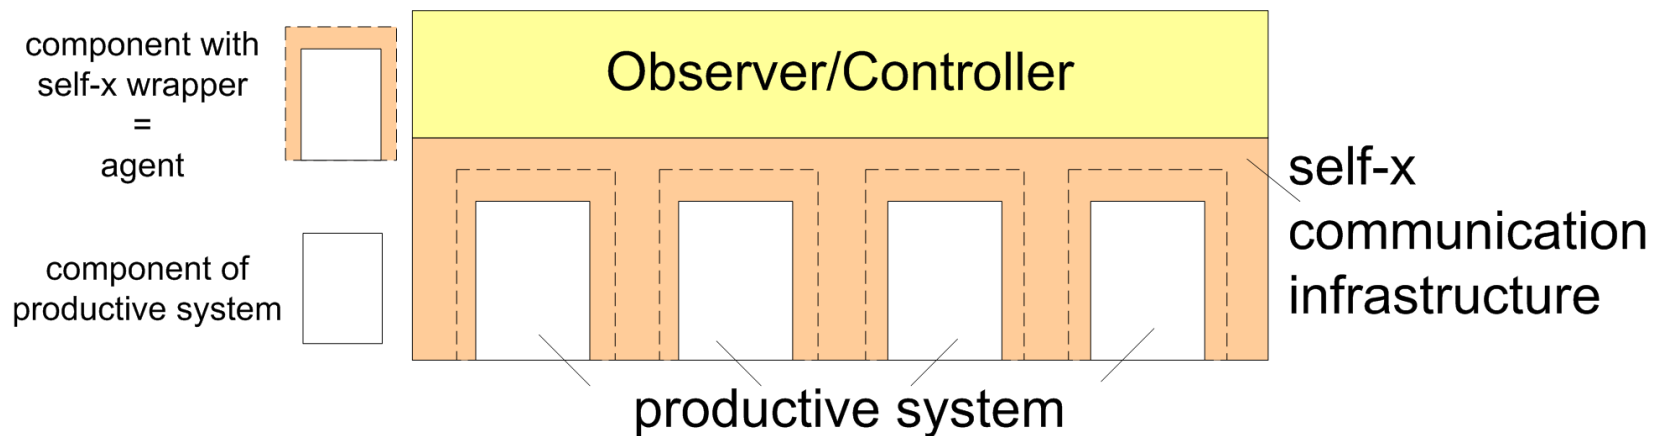 component with
self-x wrapper
=
agent
component of
productive system
Observer/Controller
self-x
communication
infrastructure
productive system